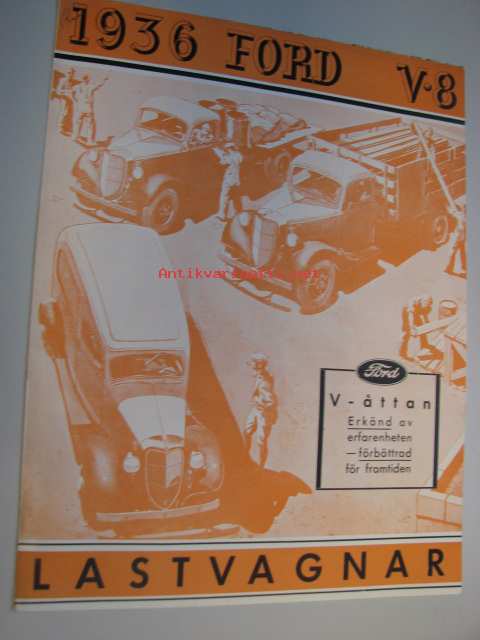 1936 FORD V·8
Antikvariaatti.net
Ford
V-åttan
Erkänd av
erfarenheten
—förbättrad
för framtiden
LASTVAGNAR